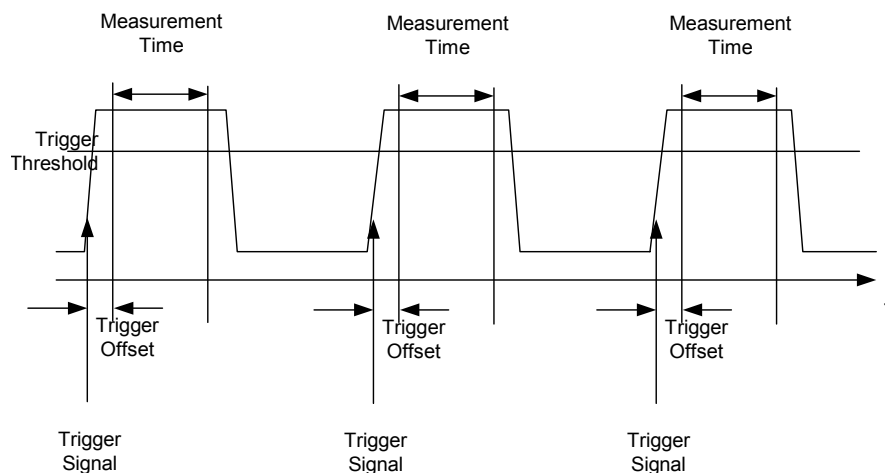 Measurement
Time
Measurement
Time
Measurement
Time
Trigger
Threshold
Trigger
Offset
Trigger
Offset
Trigger
Offset
Trigger
Signal
Trigger
Signal
Trigger
Signal